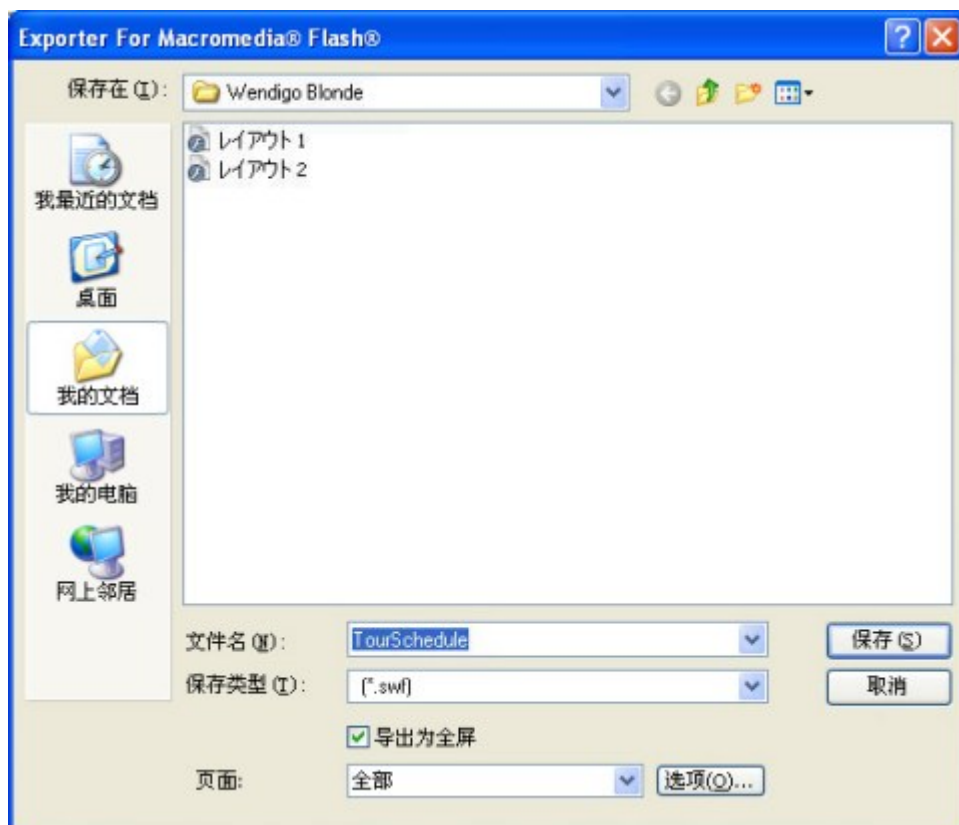 Exporter For Macromedia® Flash®
保存在(I):
Wendigo Blonde
レイアウト 1
レイアウト 2
我最近的文档
桌面
我的文档
我的电脑
网上邻居
文件名(N):
TourSchedule
保存(S)
保存类型(T):
(*.swf)
取消
导出为全屏
页面:
全部
选项(O)...